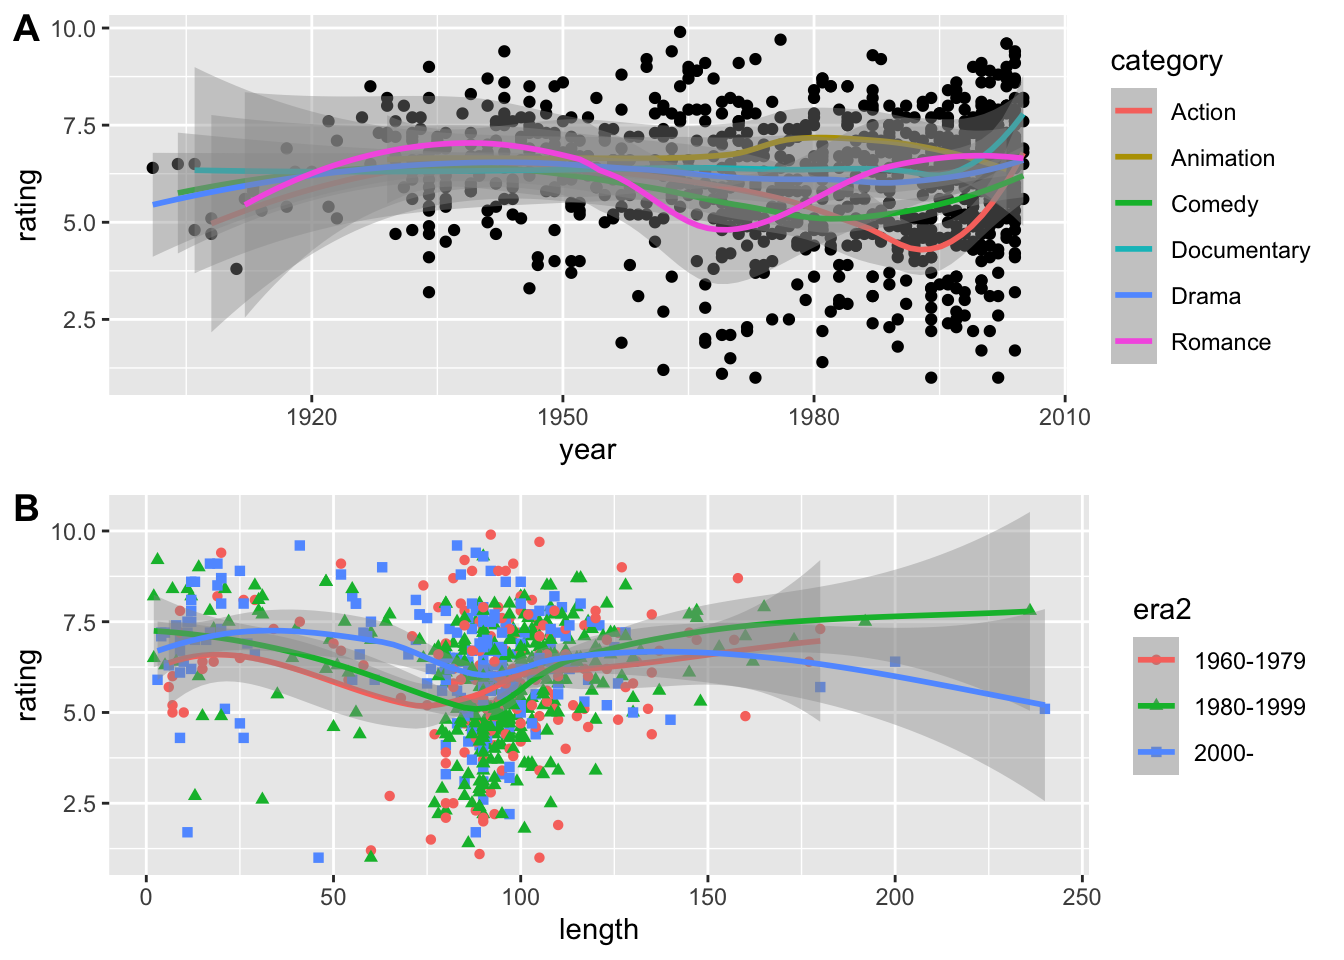 A
10.0
7.5
5.0
2.5
rating
1920
1950
1980
2010
year
category
Action
Animation
Comedy
Documentary
Drama
Romance
B
10.0
7.5
5.0
2.5
rating
0
50
100
150
200
250
length
era2
1960-1979
1980-1999
2000-